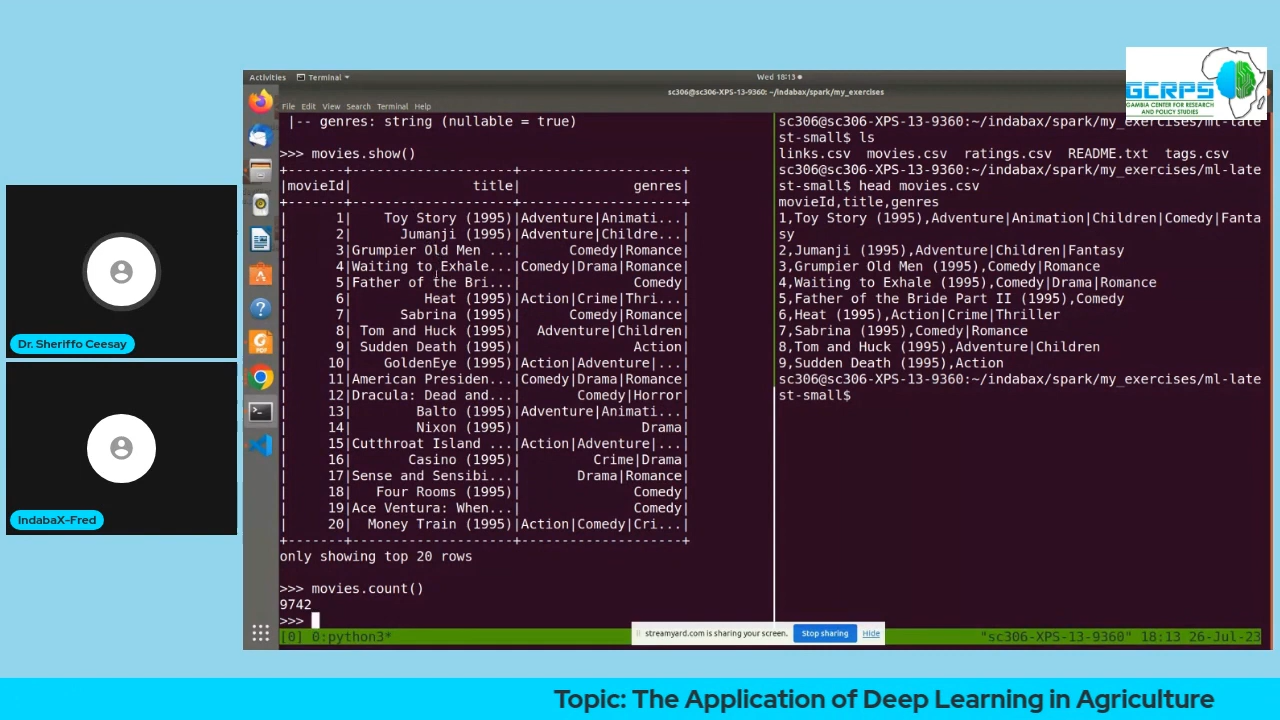 Activities
Terminal
Wed 18:13
sc306@sc306-XPS-13-9360: ~/indabax/spark/my_exercises
File Edit View Search Terminal Help
|-- genres: string (nullable = true)
>>> movies.show()
+-------+--------------------+--------------------+
|movieId|               title|              genres|
+-------+--------------------+--------------------+
|      1|    Toy Story (1995)|Adventure|Animati...|
|      2|      Jumanji (1995)|Adventure|Childre...|
|      3|Grumpier Old Men ...|      Comedy|Romance|
|      4|Waiting to Exhale...|Comedy|Drama|Romance|
|      5|Father of the Bri...|              Comedy|
|      6|         Heat (1995)|Action|Crime|Thri...|
|      7|      Sabrina (1995)|      Comedy|Romance|
|      8| Tom and Huck (1995)|  Adventure|Children|
|      9| Sudden Death (1995)|              Action|
|     10|    GoldenEye (1995)|Action|Adventure|...|
|     11|American Presiden...|Comedy|Drama|Romance|
|     12|Dracula: Dead and...|       Comedy|Horror|
|     13|        Balto (1995)|Adventure|Animati...|
|     14|        Nixon (1995)|               Drama|
|     15|Cutthroat Island ...|Action|Adventure|...|
|     16|       Casino (1995)|         Crime|Drama|
|     17|Sense and Sensibi...|       Drama|Romance|
|     18|   Four Rooms (1995)|              Comedy|
|     19|Ace Ventura: When...|              Comedy|
|     20|  Money Train (1995)|Action|Comedy|Cri...|
+-------+--------------------+--------------------+
only showing top 20 rows
>>> movies.count()
9742
>>>
[0] 0:python3*
sc306@sc306-XPS-13-9360:~/indabax/spark/my_exercises/ml-late
st-small$ ls
links.csv  movies.csv  ratings.csv  README.txt  tags.csv
sc306@sc306-XPS-13-9360:~/indabax/spark/my_exercises/ml-late
st-small$ head movies.csv
movieId,title,genres
1,Toy Story (1995),Adventure|Animation|Children|Comedy|Fanta
sy
2,Jumanji (1995),Adventure|Children|Fantasy
3,Grumpier Old Men (1995),Comedy|Romance
4,Waiting to Exhale (1995),Comedy|Drama|Romance
5,Father of the Bride Part II (1995),Comedy
6,Heat (1995),Action|Crime|Thriller
7,Sabrina (1995),Comedy|Romance
8,Tom and Huck (1995),Adventure|Children
9,Sudden Death (1995),Action
sc306@sc306-XPS-13-9360:~/indabax/spark/my_exercises/ml-late
st-small$
"sc306-XPS-13-9360" 18:13 26-Jul-23
streamyard.com is sharing your screen.
Stop sharing
Hide
GCRPS
GAMBIA CENTER FOR RESEARCH
AND POLICY STUDIES
PDF
Dr. Sheriffo Ceesay
IndabaX-Fred
Topic: The Application of Deep Learning in Agriculture